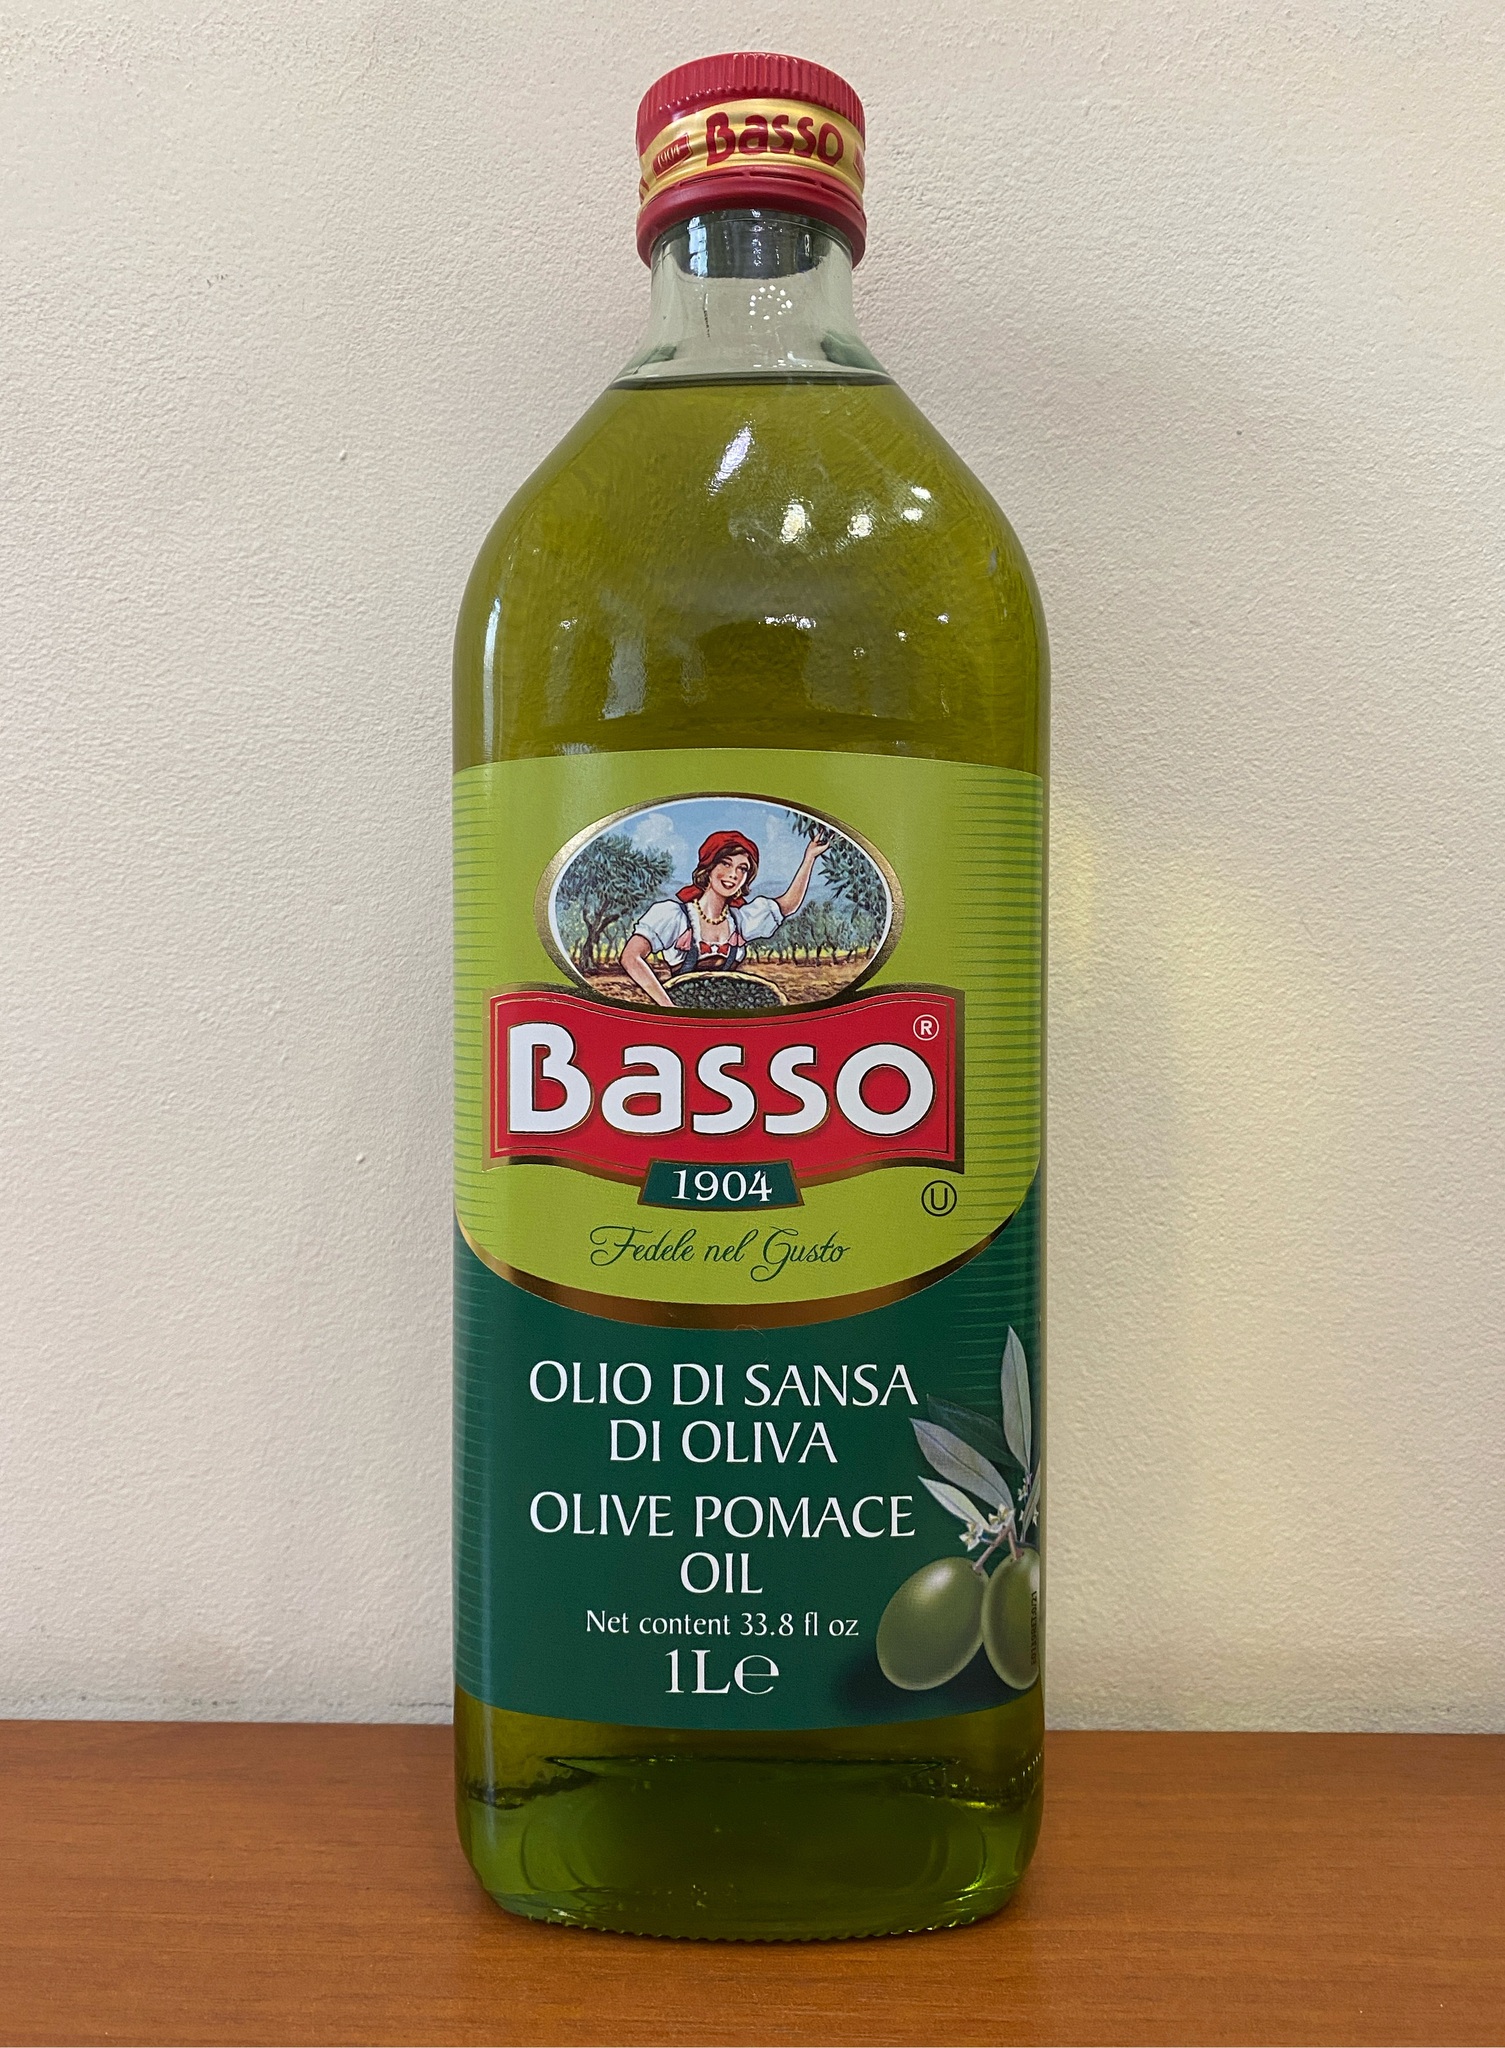 Basso
Basso®
1904
Ⓤ
Fedele nel Gusto
OLIO DI SANSA
DI OLIVA
OLIVE POMACE
OIL
Net content 33.8 fl oz
1L℮